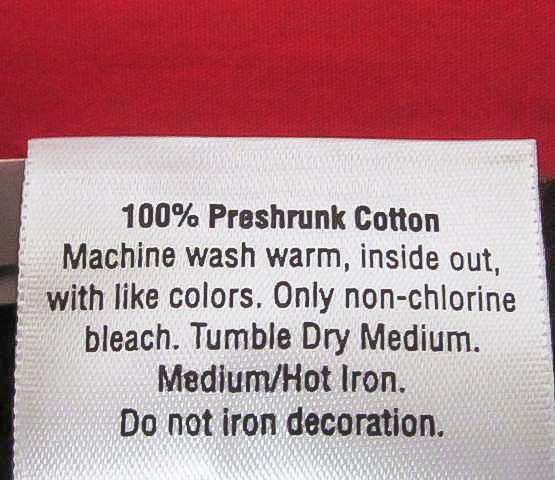 100% Preshrunk Cotton
Machine wash warm, inside out,
with like colors. Only non-chlorine
bleach. Tumble Dry Medium.
Medium/Hot Iron.
Do not iron decoration.